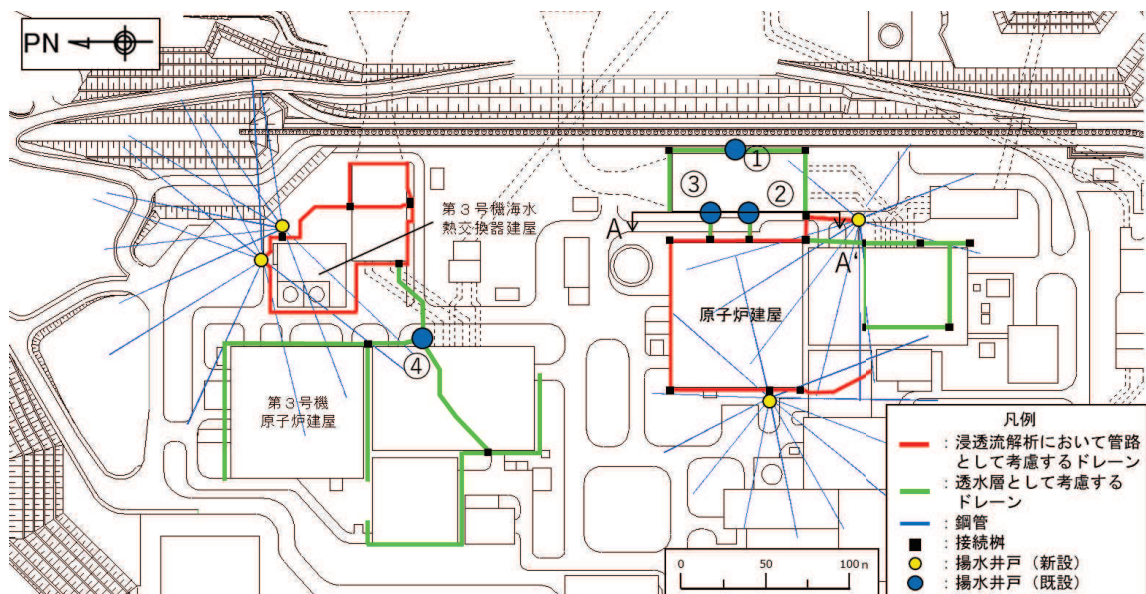 PN
①
③
②
第3号機海水
熱交換器建屋
A
A'
原子炉建屋
④
第3号機
原子炉建屋
凡例
：浸透流解析において管路
として考慮するドレーン
：透水層として考慮する
ドレーン
：鋼管
：接続桝
：揚水井戸（新設）
：揚水井戸（既設）
0 50 100m